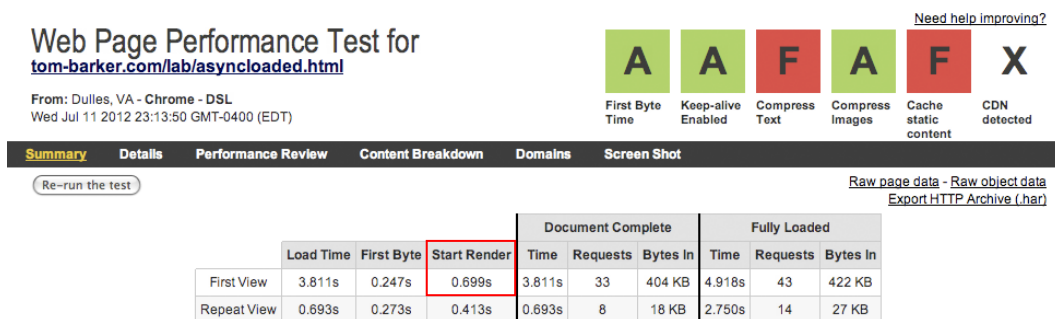 Need help improving?
Web Page Performance Test for
tom-barker.com/lab/asyncloaded.html
From: Dulles, VA - Chrome - DSL
Wed Jul 11 2012 23:13:50 GMT-0400 (EDT)
A A F A F X
First Byte Time Keep-alive Enabled Compress Text Compress Images Cache static content CDN detected
Summary Details Performance Review Content Breakdown Domains Screen Shot
Re-run the test
Raw page data - Raw object data
Export HTTP Archive (.har)
Document Complete Fully Loaded
Load Time First Byte Start Render Time Requests Bytes In Time Requests Bytes In
First View 3.811s 0.247s 0.699s 3.811s 33 404 KB 4.918s 43 422 KB
Repeat View 0.693s 0.273s 0.413s 0.693s 8 18 KB 2.750s 14 27 KB